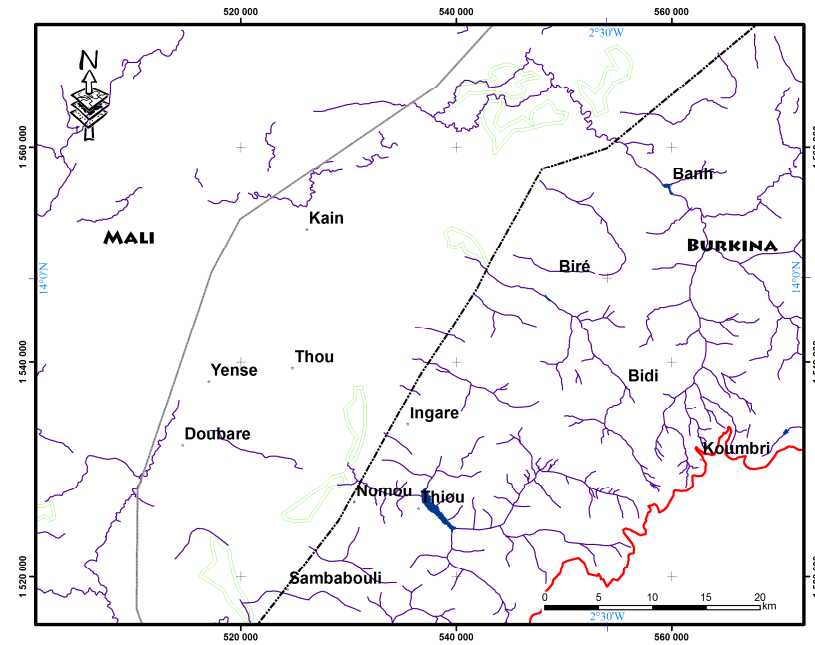 520 000
540 000
560 000
2°30'W
N
1 560 000
Banh
Kain
MALI
BURKINA
Biré
14°0'N
14°0'N
1 540 000
Thou
Yense
Bidi
Ingare
Doubare
Koumbri
Nomou
Thiou
1 520 000
Sambabouli
0 5 10 15 20
km
2°30'W
520 000
540 000
560 000